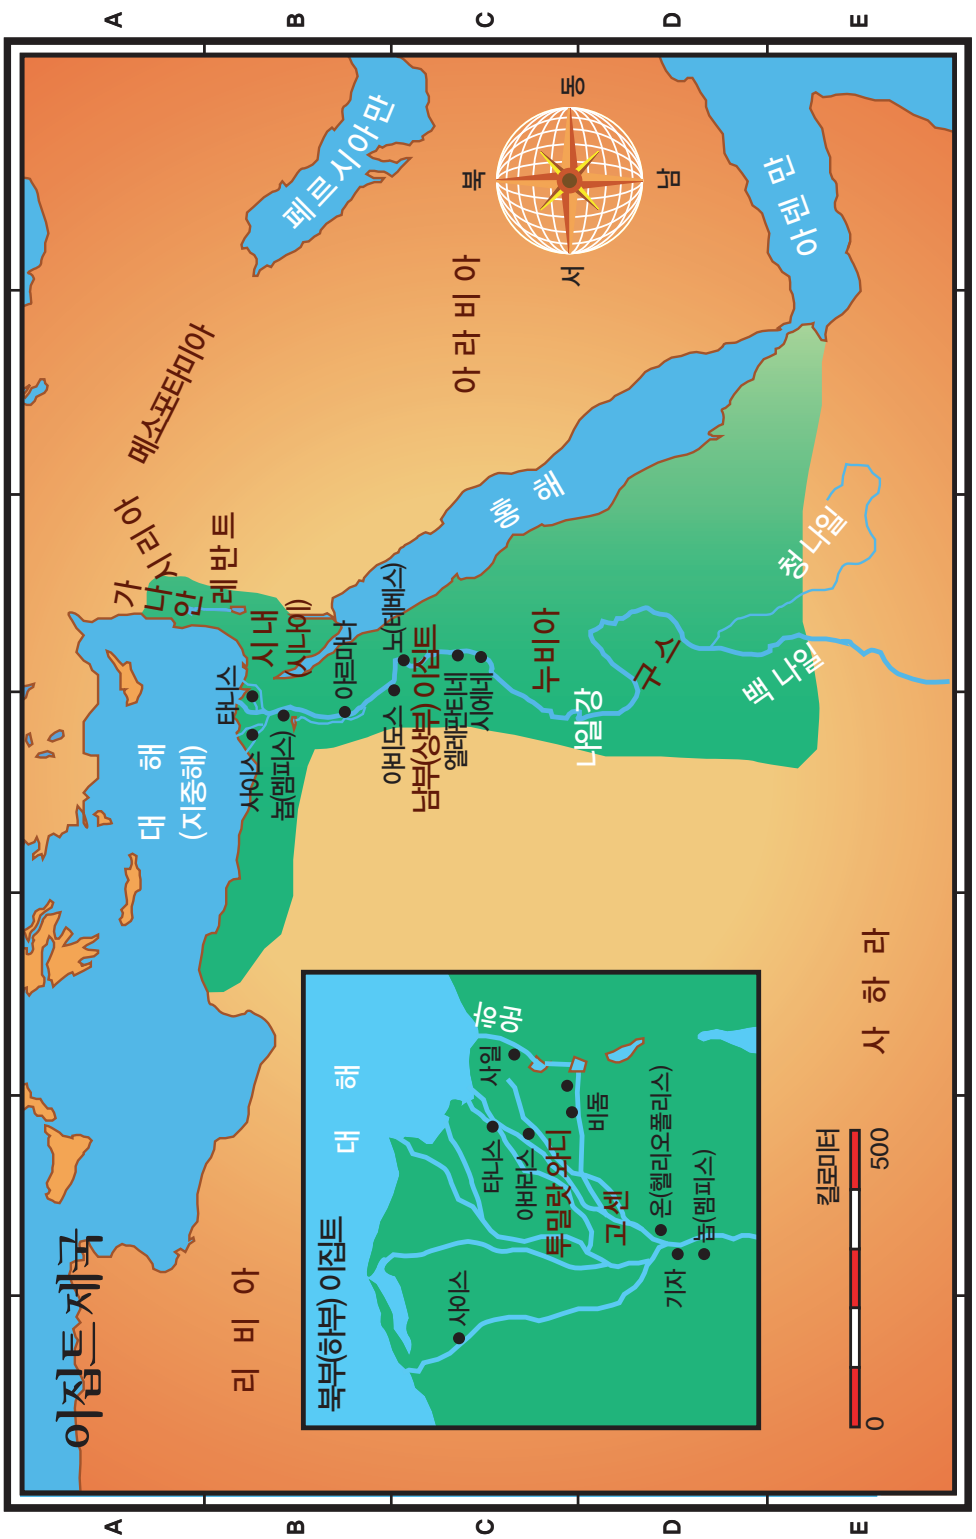 이집트 제국
A
B
C
D
E
A
B
C
D
E
대 해
(지중해)
페르시아만
메소포타미아
시리아
가나안
레반트
시내
(시나이)
타니스
사이스
놉(멤피스)
아르마나
아비도스
노(테베스)
남부(상부) 이집트
엘레판티네
시에네
홍 해
아 라 비 아
북
동
남
서
아덴만
누비아
나일강
구 스
청 나일
백 나일
리 비 아
사 하 라
북부(하부) 이집트
대 해
사이스
타니스
아바리스
사일
호루
비돔
투밀랏 와디
고센
온(헬리오폴리스)
기자
놉(멤피스)
킬로미터
0
500